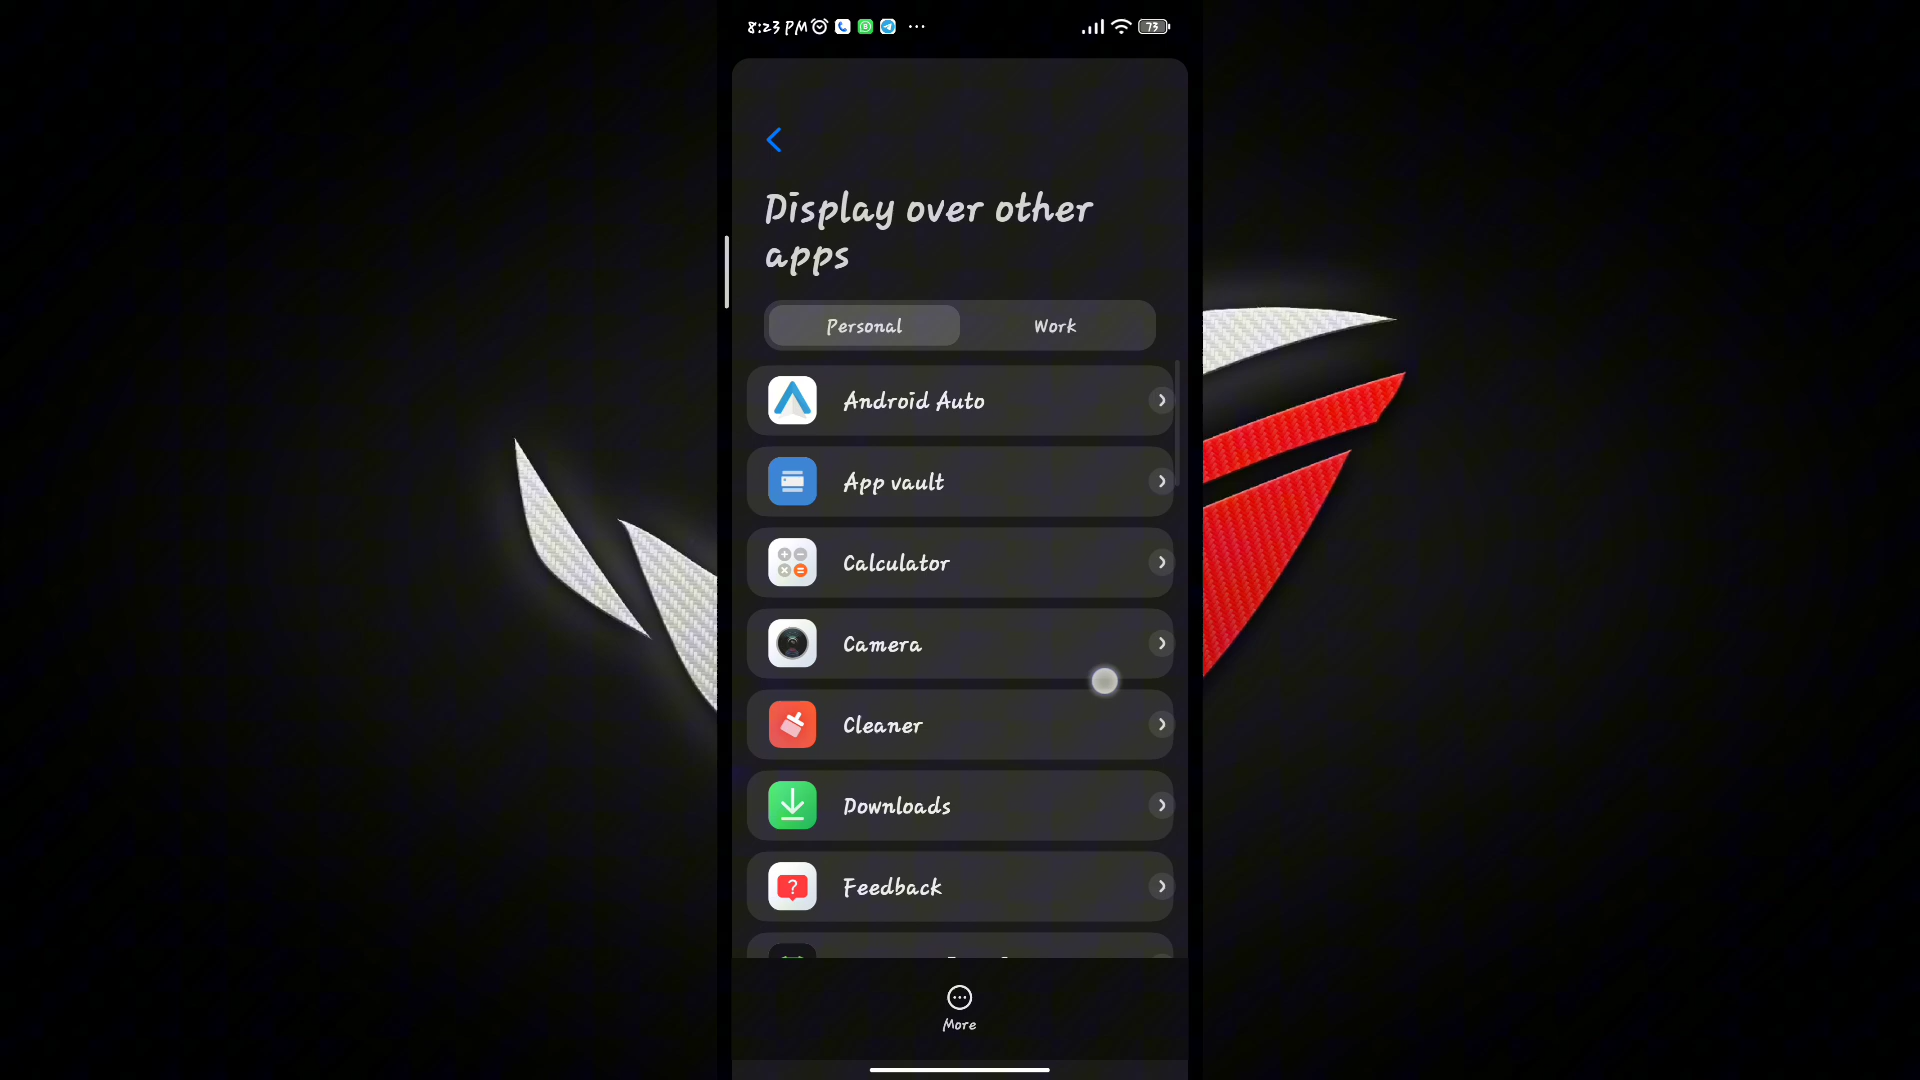 8:23 PM
73
Display over other
apps
Personal
Work
Android Auto
App vault
Calculator
Camera
Cleaner
Downloads
Feedback
More